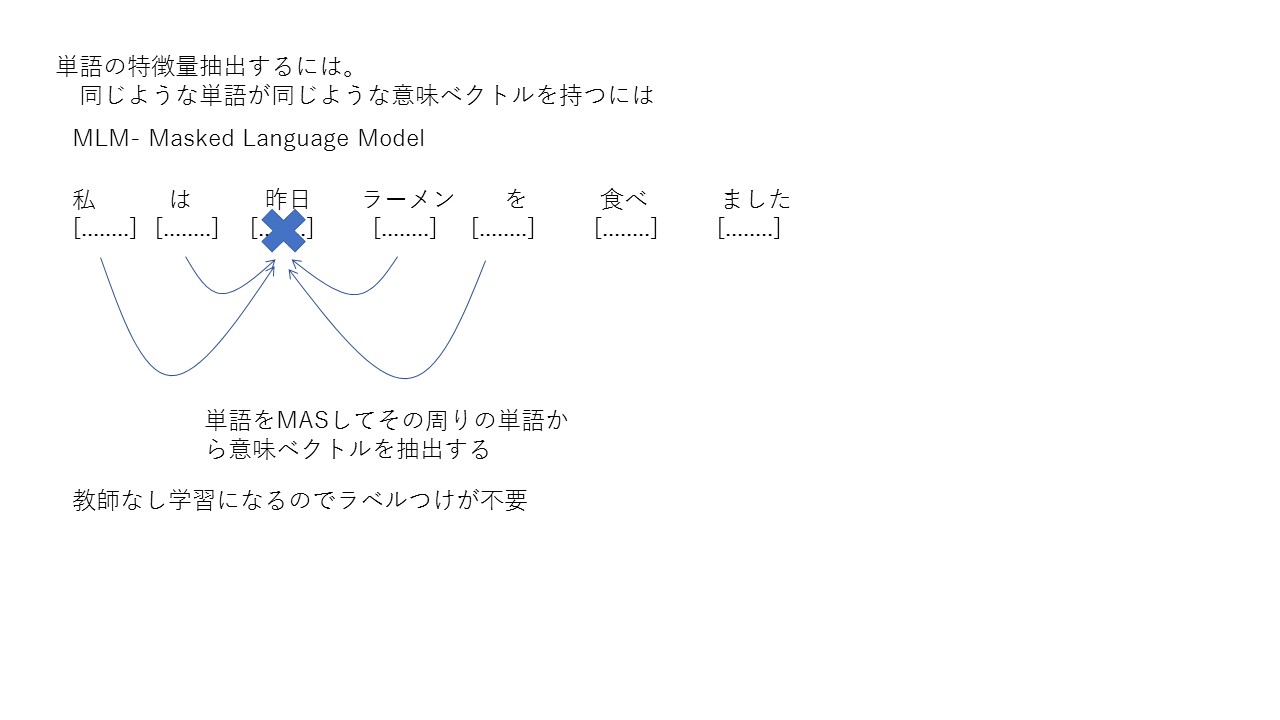 単語の特徴量抽出するには。
同じような単語が同じような意味ベクトルを持つには
MLM- Masked Language Model
私 は 昨日 ラーメン を 食べ ました
[........] [........] [........] [........] [........] [........] [........]
単語をMASしてその周りの単語か
ら意味ベクトルを抽出する
教師なし学習になるのでラベルつけが不要